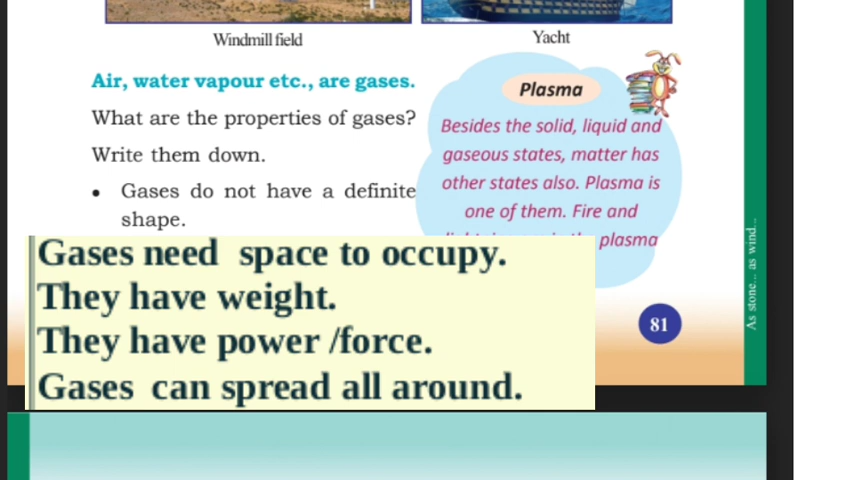 Windmill field
Yacht
Air, water vapour etc., are gases.
What are the properties of gases?
Write them down.
• Gases do not have a definite
shape.
Plasma
Besides the solid, liquid and
gaseous states, matter has
other states also. Plasma is
one of them. Fire and
plasma
Gases need space to occupy.
They have weight.
They have power /force.
Gases can spread all around.
81
As stone... as wind...